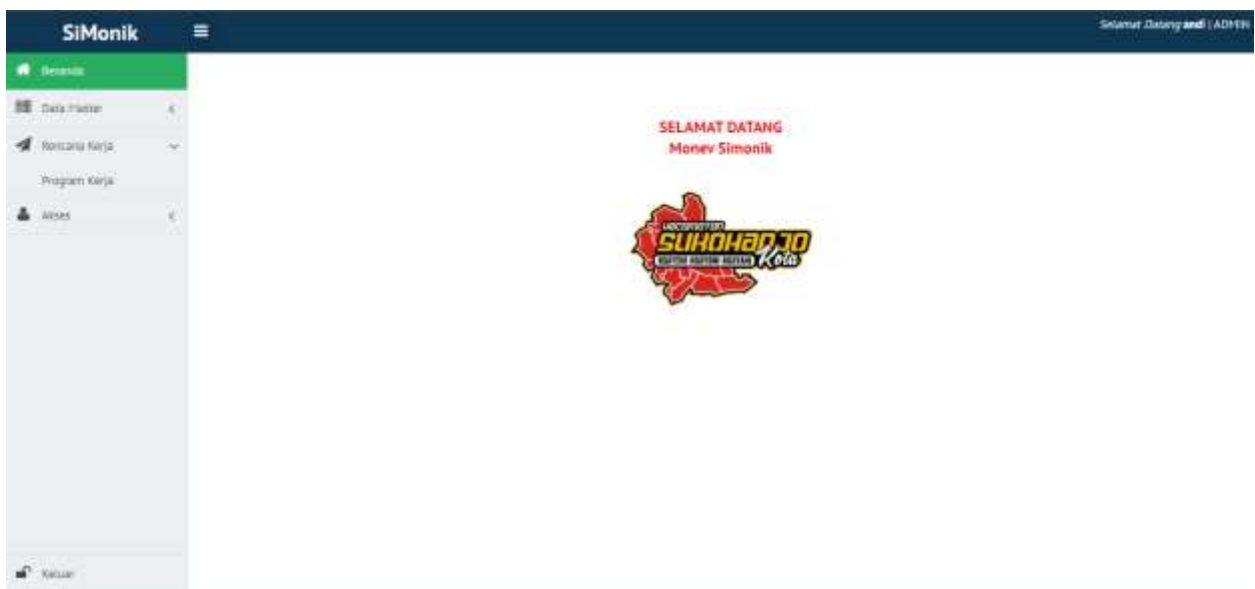 SiMonik
Selamat Datang andi | ADMIN
Beranda
Data Master
Rencana Kerja
Program Kerja
Akses
Keluar
SELAMAT DATANG
Monev Simonik
SUKOHARJO
Kota